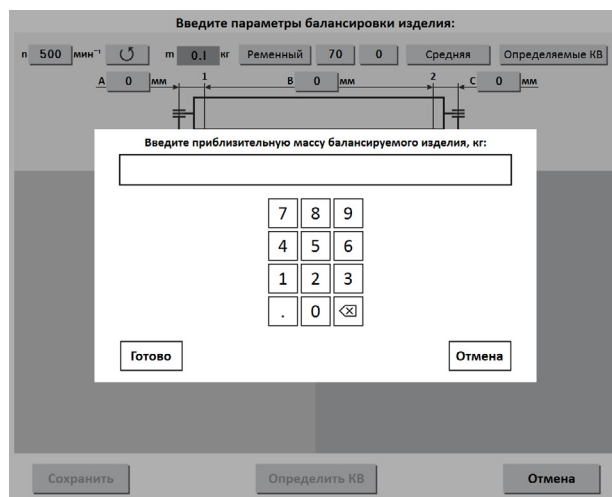 Введите параметры балансировки изделия:
n 500 мин⁻¹ m 0.1 кг Ременный 70 0 Средняя Определяемые КВ
A 0 мм 1 B 0 мм 2 C 0 мм
Введите приблизительную массу балансируемого изделия, кг:
7 8 9
4 5 6
1 2 3
. 0
Готово Отмена
Сохранить Определить КВ Отмена